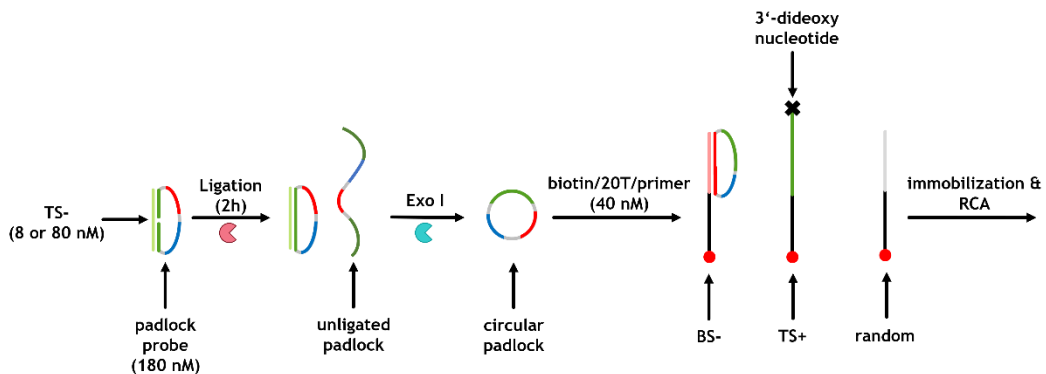 3‘-dideoxy
nucleotide
Ligation
(2h)
Exo I
biotin/20T/primer
(40 nM)
immobilization &
RCA
TS-
(8 or 80 nM)
padlock
probe
(180 nM)
unligated
padlock
circular
padlock
BS-
TS+
random